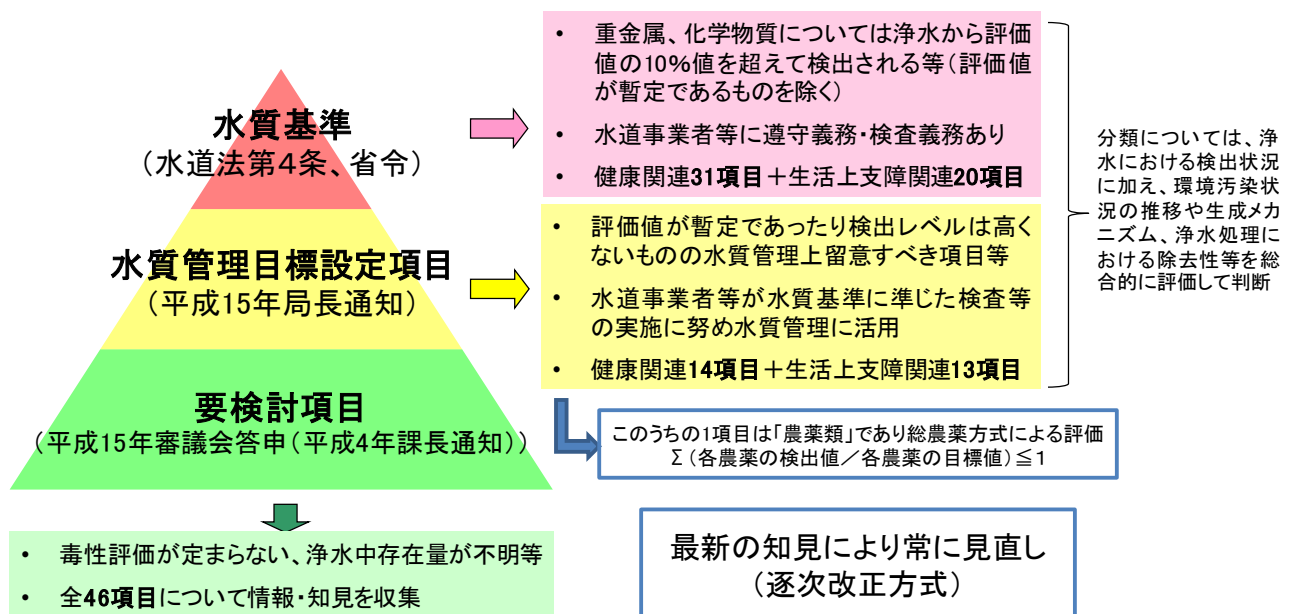 水質基準
（水道法第４条、省令）
水質管理目標設定項目
（平成15年局長通知）
要検討項目
（平成15年審議会答申（平成4年課長通知））
・ 重金属、化学物質については浄水から評価
値の10％値を超えて検出される等（評価値
が暫定であるものを除く）
・ 水道事業者等に遵守義務・検査義務あり
・ 健康関連31項目＋生活上支障関連20項目
・ 評価値が暫定であったり検出レベルは高く
ないものの水質管理上留意すべき項目等
・ 水道事業者等が水質基準に準じた検査等
の実施に努め水質管理に活用
・ 健康関連14項目＋生活上支障関連13項目
分類については、浄
水における検出状況
に加え、環境汚染状
況の推移や生成メカ
ニズム、浄水処理に
おける除去性等を総
合的に評価して判断
このうちの1項目は「農薬類」であり総農薬方式による評価
Σ（各農薬の検出値／各農薬の目標値）≦1
・ 毒性評価が定まらない、浄水中存在量が不明等
・ 全46項目について情報・知見を収集
最新の知見により常に見直し
（逐次改正方式）